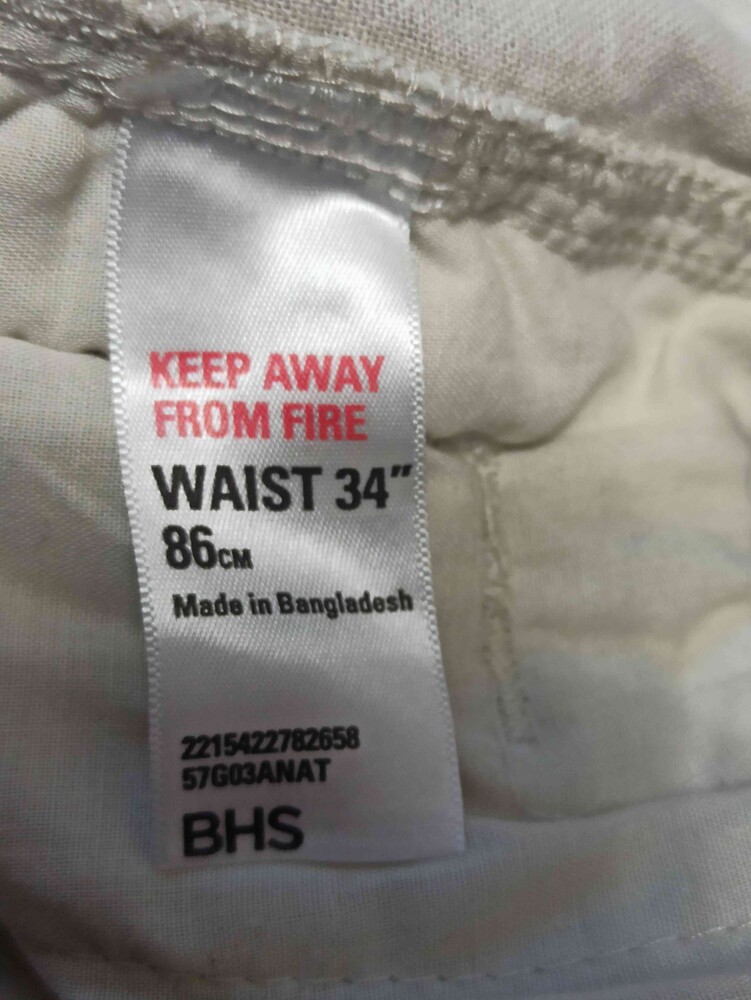 KEEP AWAY
FROM FIRE
WAIST 34"
86CM
Made in Bangladesh
2215422782658
57G03ANAT
BHS